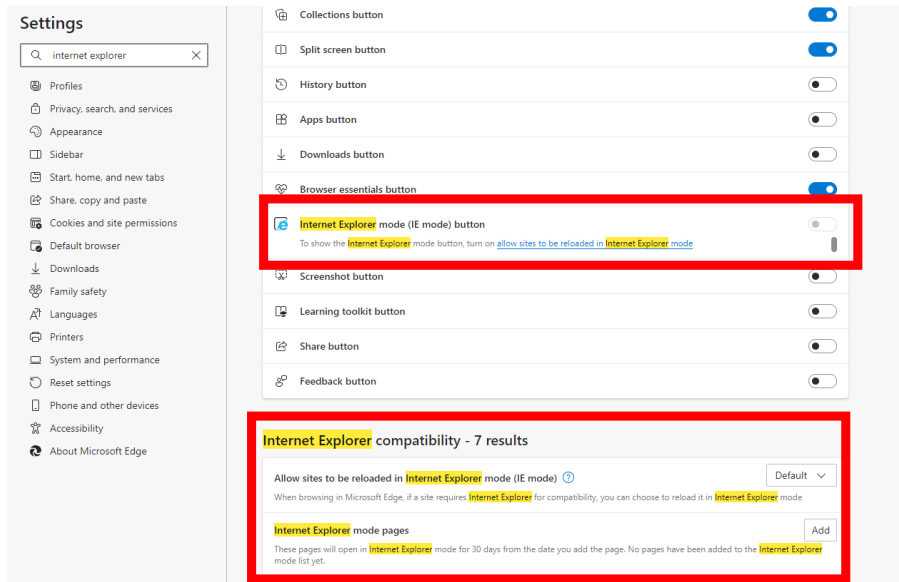 Settings
internet explorer
Profiles
Privacy, search, and services
Appearance
Sidebar
Start, home, and new tabs
Share, copy and paste
Cookies and site permissions
Default browser
Downloads
Family safety
Languages
Printers
System and performance
Reset settings
Phone and other devices
Accessibility
About Microsoft Edge
Collections button
Split screen button
History button
Apps button
Downloads button
Browser essentials button
Internet Explorer mode (IE mode) button
To show the Internet Explorer mode button, turn on allow sites to be reloaded in Internet Explorer mode
Screenshot button
Learning toolkit button
Share button
Feedback button
Internet Explorer compatibility - 7 results
Allow sites to be reloaded in Internet Explorer mode (IE mode)
Default
When browsing in Microsoft Edge, if a site requires Internet Explorer for compatibility, you can choose to reload it in Internet Explorer mode
Internet Explorer mode pages
Add
These pages will open in Internet Explorer mode for 30 days from the date you add the page. No pages have been added to the Internet Explorer
mode list yet.